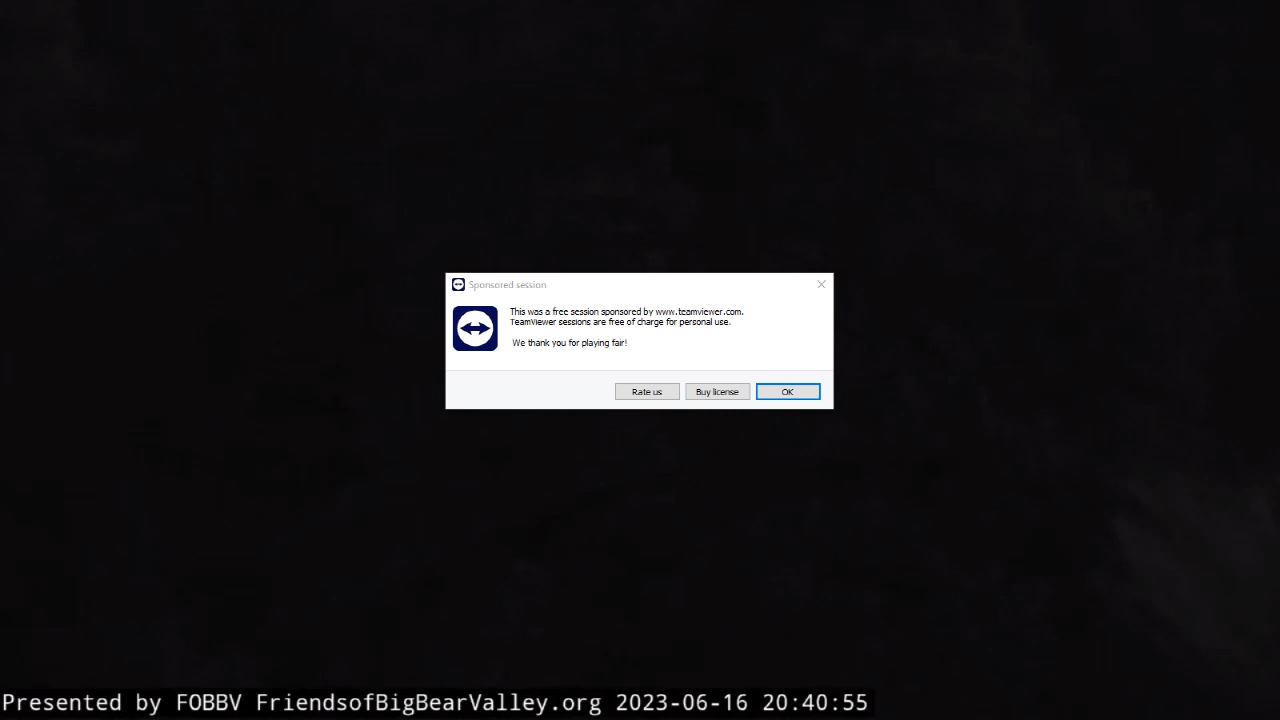 Sponsored session
This was a free session sponsored by www.teamviewer.com.
TeamViewer sessions are free of charge for personal use.
We thank you for playing fair!
Rate us Buy license OK
Presented by FOBBV FriendsofBigBearValley.org 2023-06-16 20:40:55